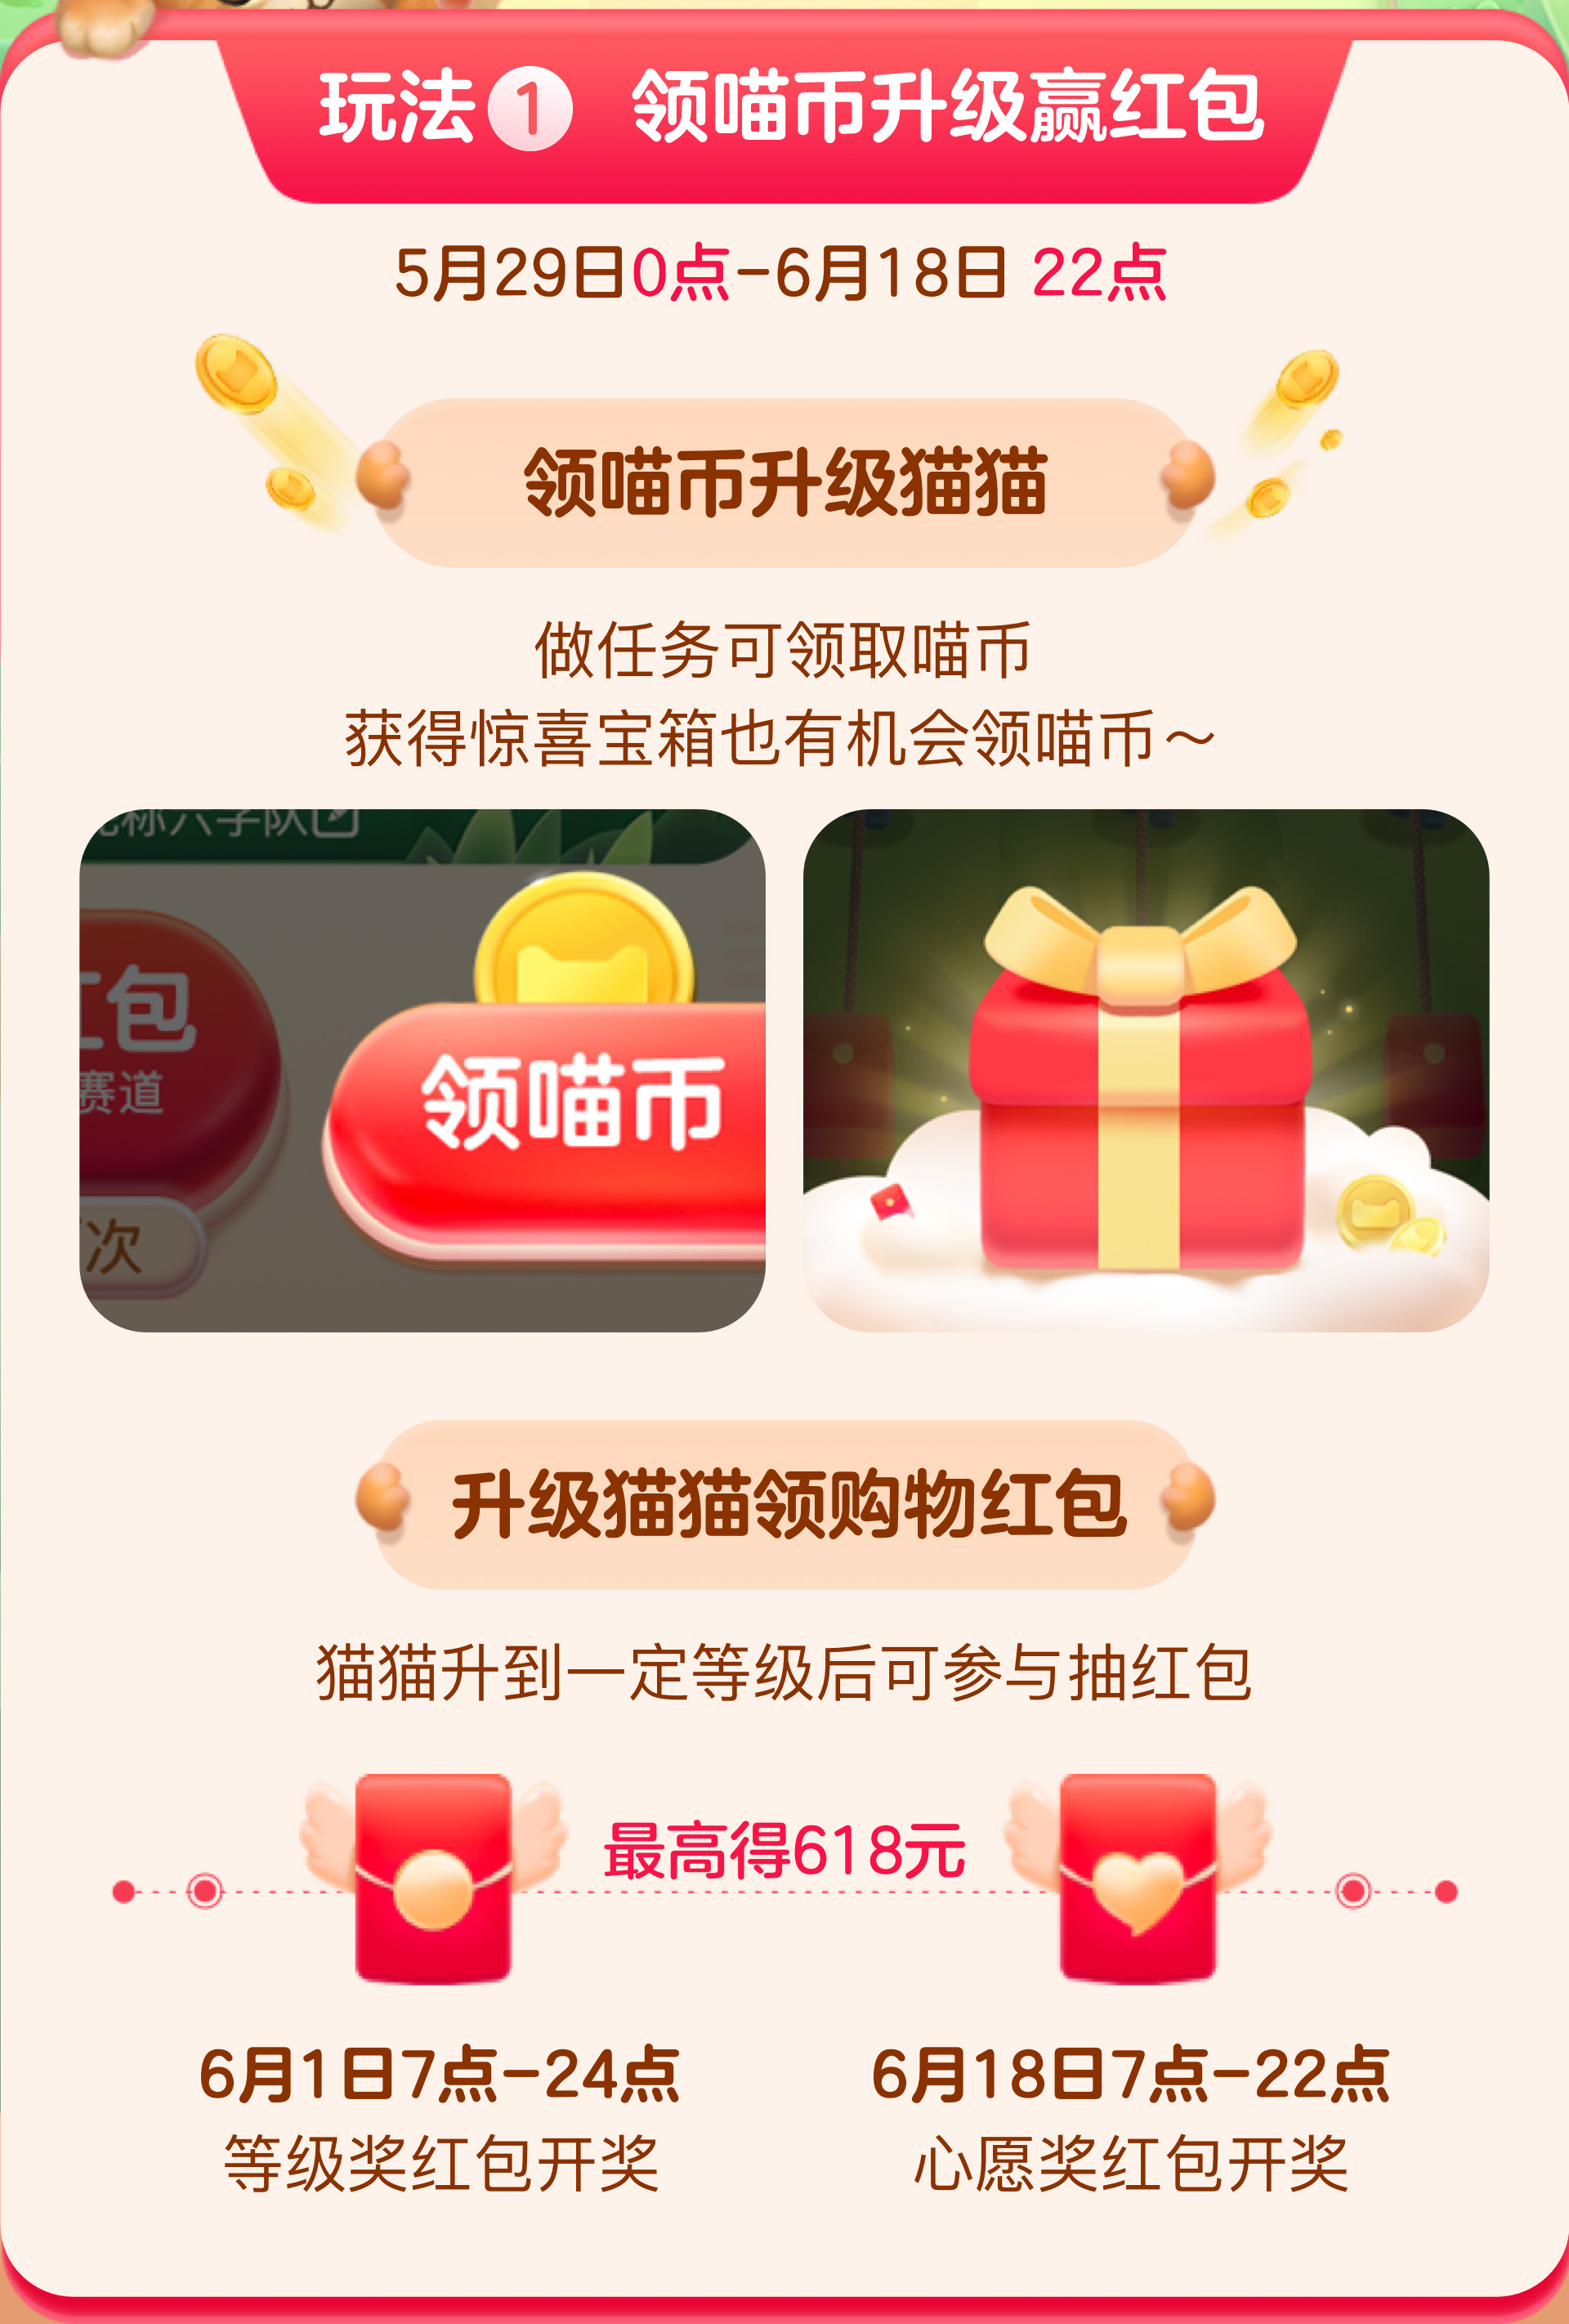 玩法1 领喵币升级赢红包
5月29日0点-6月18日 22点
领喵币升级猫猫
做任务可领取喵币
获得惊喜宝箱也有机会领喵币～
称六字队
红包
赛道
次
领喵币
升级猫猫领购物红包
猫猫升到一定等级后可参与抽红包
最高得618元
6月1日7点-24点
等级奖红包开奖
6月18日7点-22点
心愿奖红包开奖